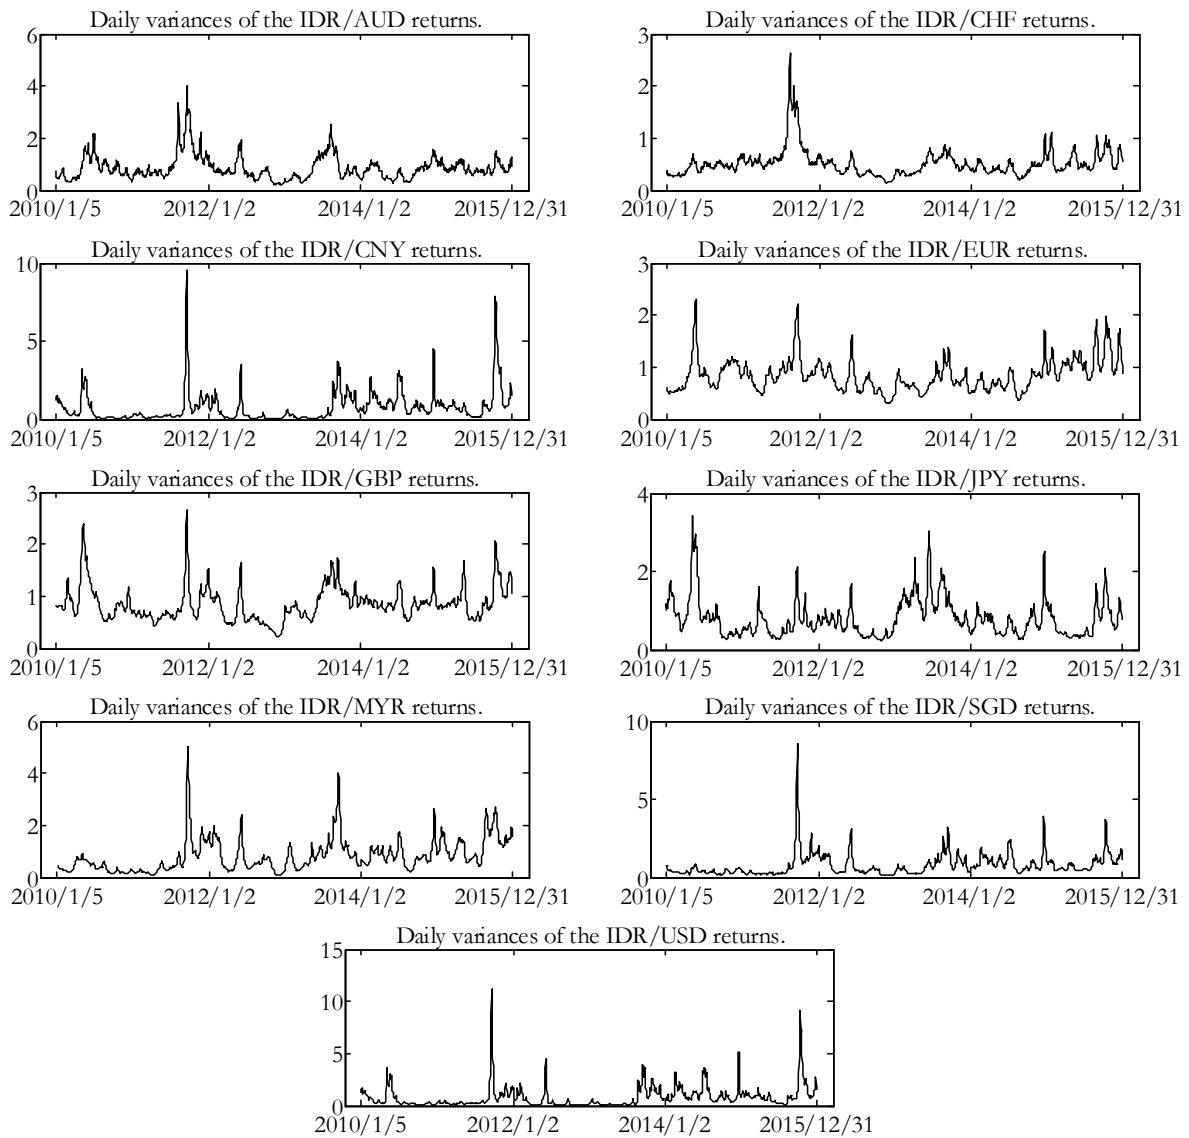 Daily variances of the IDR/AUD returns.
6
4
2
0
2010/1/5 2012/1/2 2014/1/2 2015/12/31
Daily variances of the IDR/CHF returns.
3
2
1
0
2010/1/5 2012/1/2 2014/1/2 2015/12/31
Daily variances of the IDR/CNY returns.
10
5
0
2010/1/5 2012/1/2 2014/1/2 2015/12/31
Daily variances of the IDR/EUR returns.
3
2
1
0
2010/1/5 2012/1/2 2014/1/2 2015/12/31
Daily variances of the IDR/GBP returns.
3
2
1
0
2010/1/5 2012/1/2 2014/1/2 2015/12/31
Daily variances of the IDR/JPY returns.
4
2
0
2010/1/5 2012/1/2 2014/1/2 2015/12/31
Daily variances of the IDR/MYR returns.
6
4
2
0
2010/1/5 2012/1/2 2014/1/2 2015/12/31
Daily variances of the IDR/SGD returns.
10
5
0
2010/1/5 2012/1/2 2014/1/2 2015/12/31
Daily variances of the IDR/USD returns.
15
10
5
0
2010/1/5 2012/1/2 2014/1/2 2015/12/31